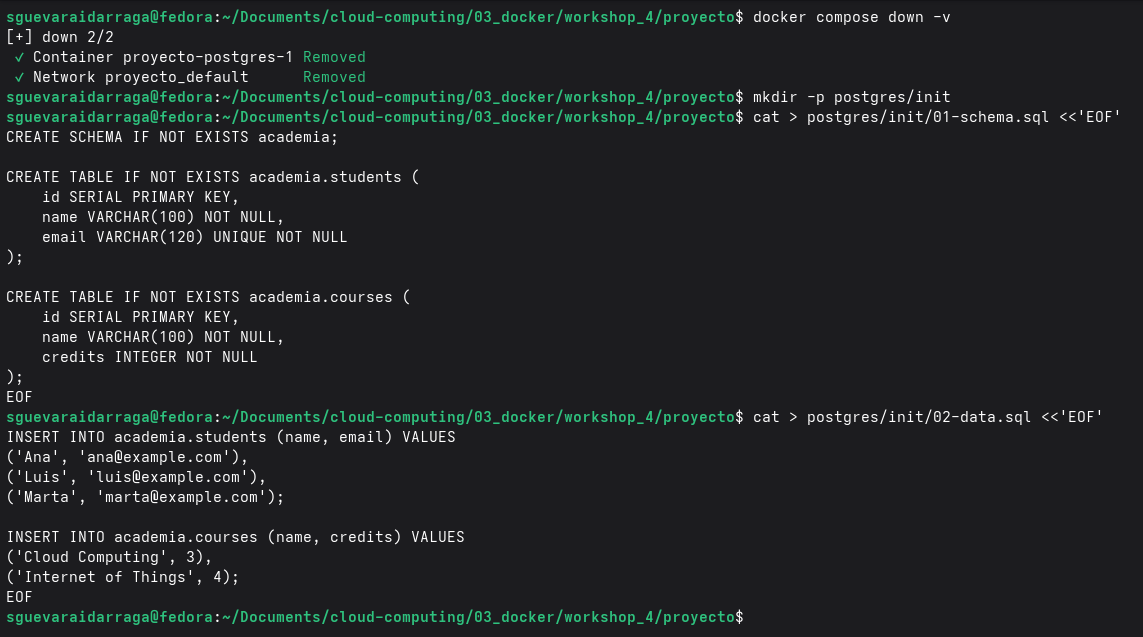 sguevaraidarraga@fedora:~/Documents/cloud-computing/03_docker/workshop_4/proyecto$ docker compose down -v
[+] down 2/2
 ✓ Container proyecto-postgres-1 Removed
 ✓ Network proyecto_default      Removed
sguevaraidarraga@fedora:~/Documents/cloud-computing/03_docker/workshop_4/proyecto$ mkdir -p postgres/init
sguevaraidarraga@fedora:~/Documents/cloud-computing/03_docker/workshop_4/proyecto$ cat > postgres/init/01-schema.sql <<'EOF'
CREATE SCHEMA IF NOT EXISTS academia;

CREATE TABLE IF NOT EXISTS academia.students (
    id SERIAL PRIMARY KEY,
    name VARCHAR(100) NOT NULL,
    email VARCHAR(120) UNIQUE NOT NULL
);

CREATE TABLE IF NOT EXISTS academia.courses (
    id SERIAL PRIMARY KEY,
    name VARCHAR(100) NOT NULL,
    credits INTEGER NOT NULL
);
EOF
sguevaraidarraga@fedora:~/Documents/cloud-computing/03_docker/workshop_4/proyecto$ cat > postgres/init/02-data.sql <<'EOF'
INSERT INTO academia.students (name, email) VALUES
('Ana', 'ana@example.com'),
('Luis', 'luis@example.com'),
('Marta', 'marta@example.com');

INSERT INTO academia.courses (name, credits) VALUES
('Cloud Computing', 3),
('Internet of Things', 4);
EOF
sguevaraidarraga@fedora:~/Documents/cloud-computing/03_docker/workshop_4/proyecto$